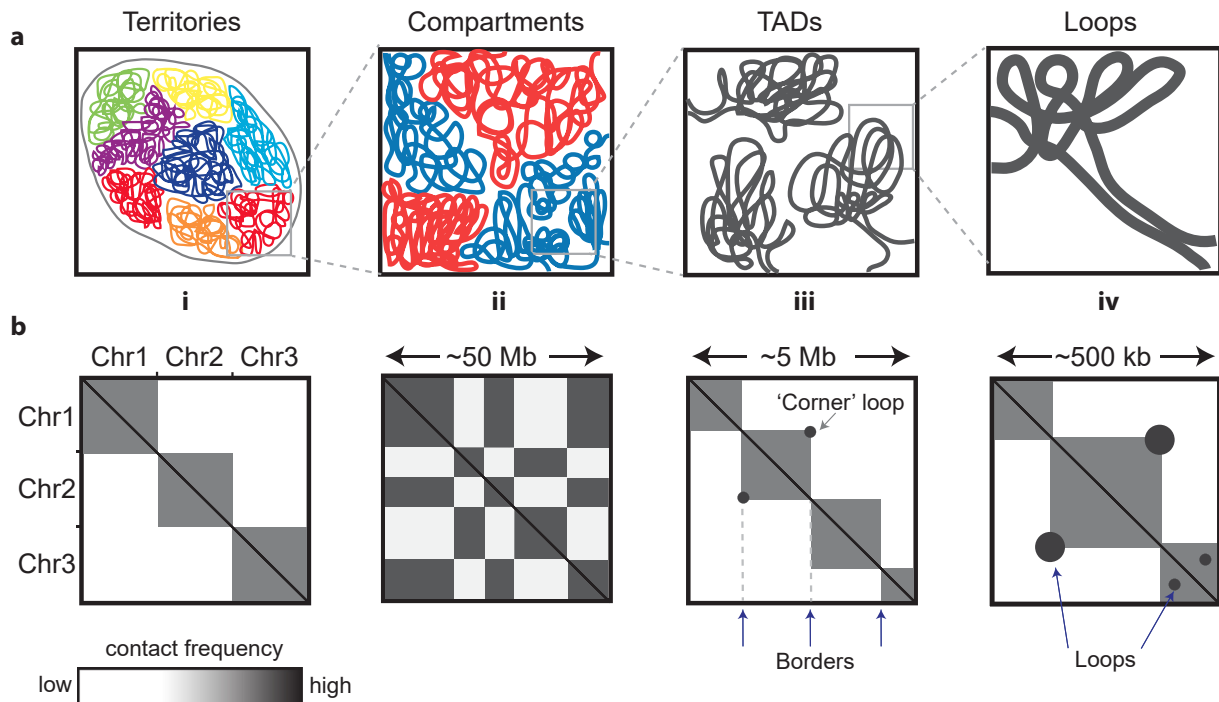 Territories Compartments TADs Loops
a
i ii iii iv
b
Chr1 Chr2 Chr3 ~50 Mb ~5 Mb ~500 kb
'Corner' loop
Chr1
Chr2
Chr3
Borders Loops
contact frequency
low high